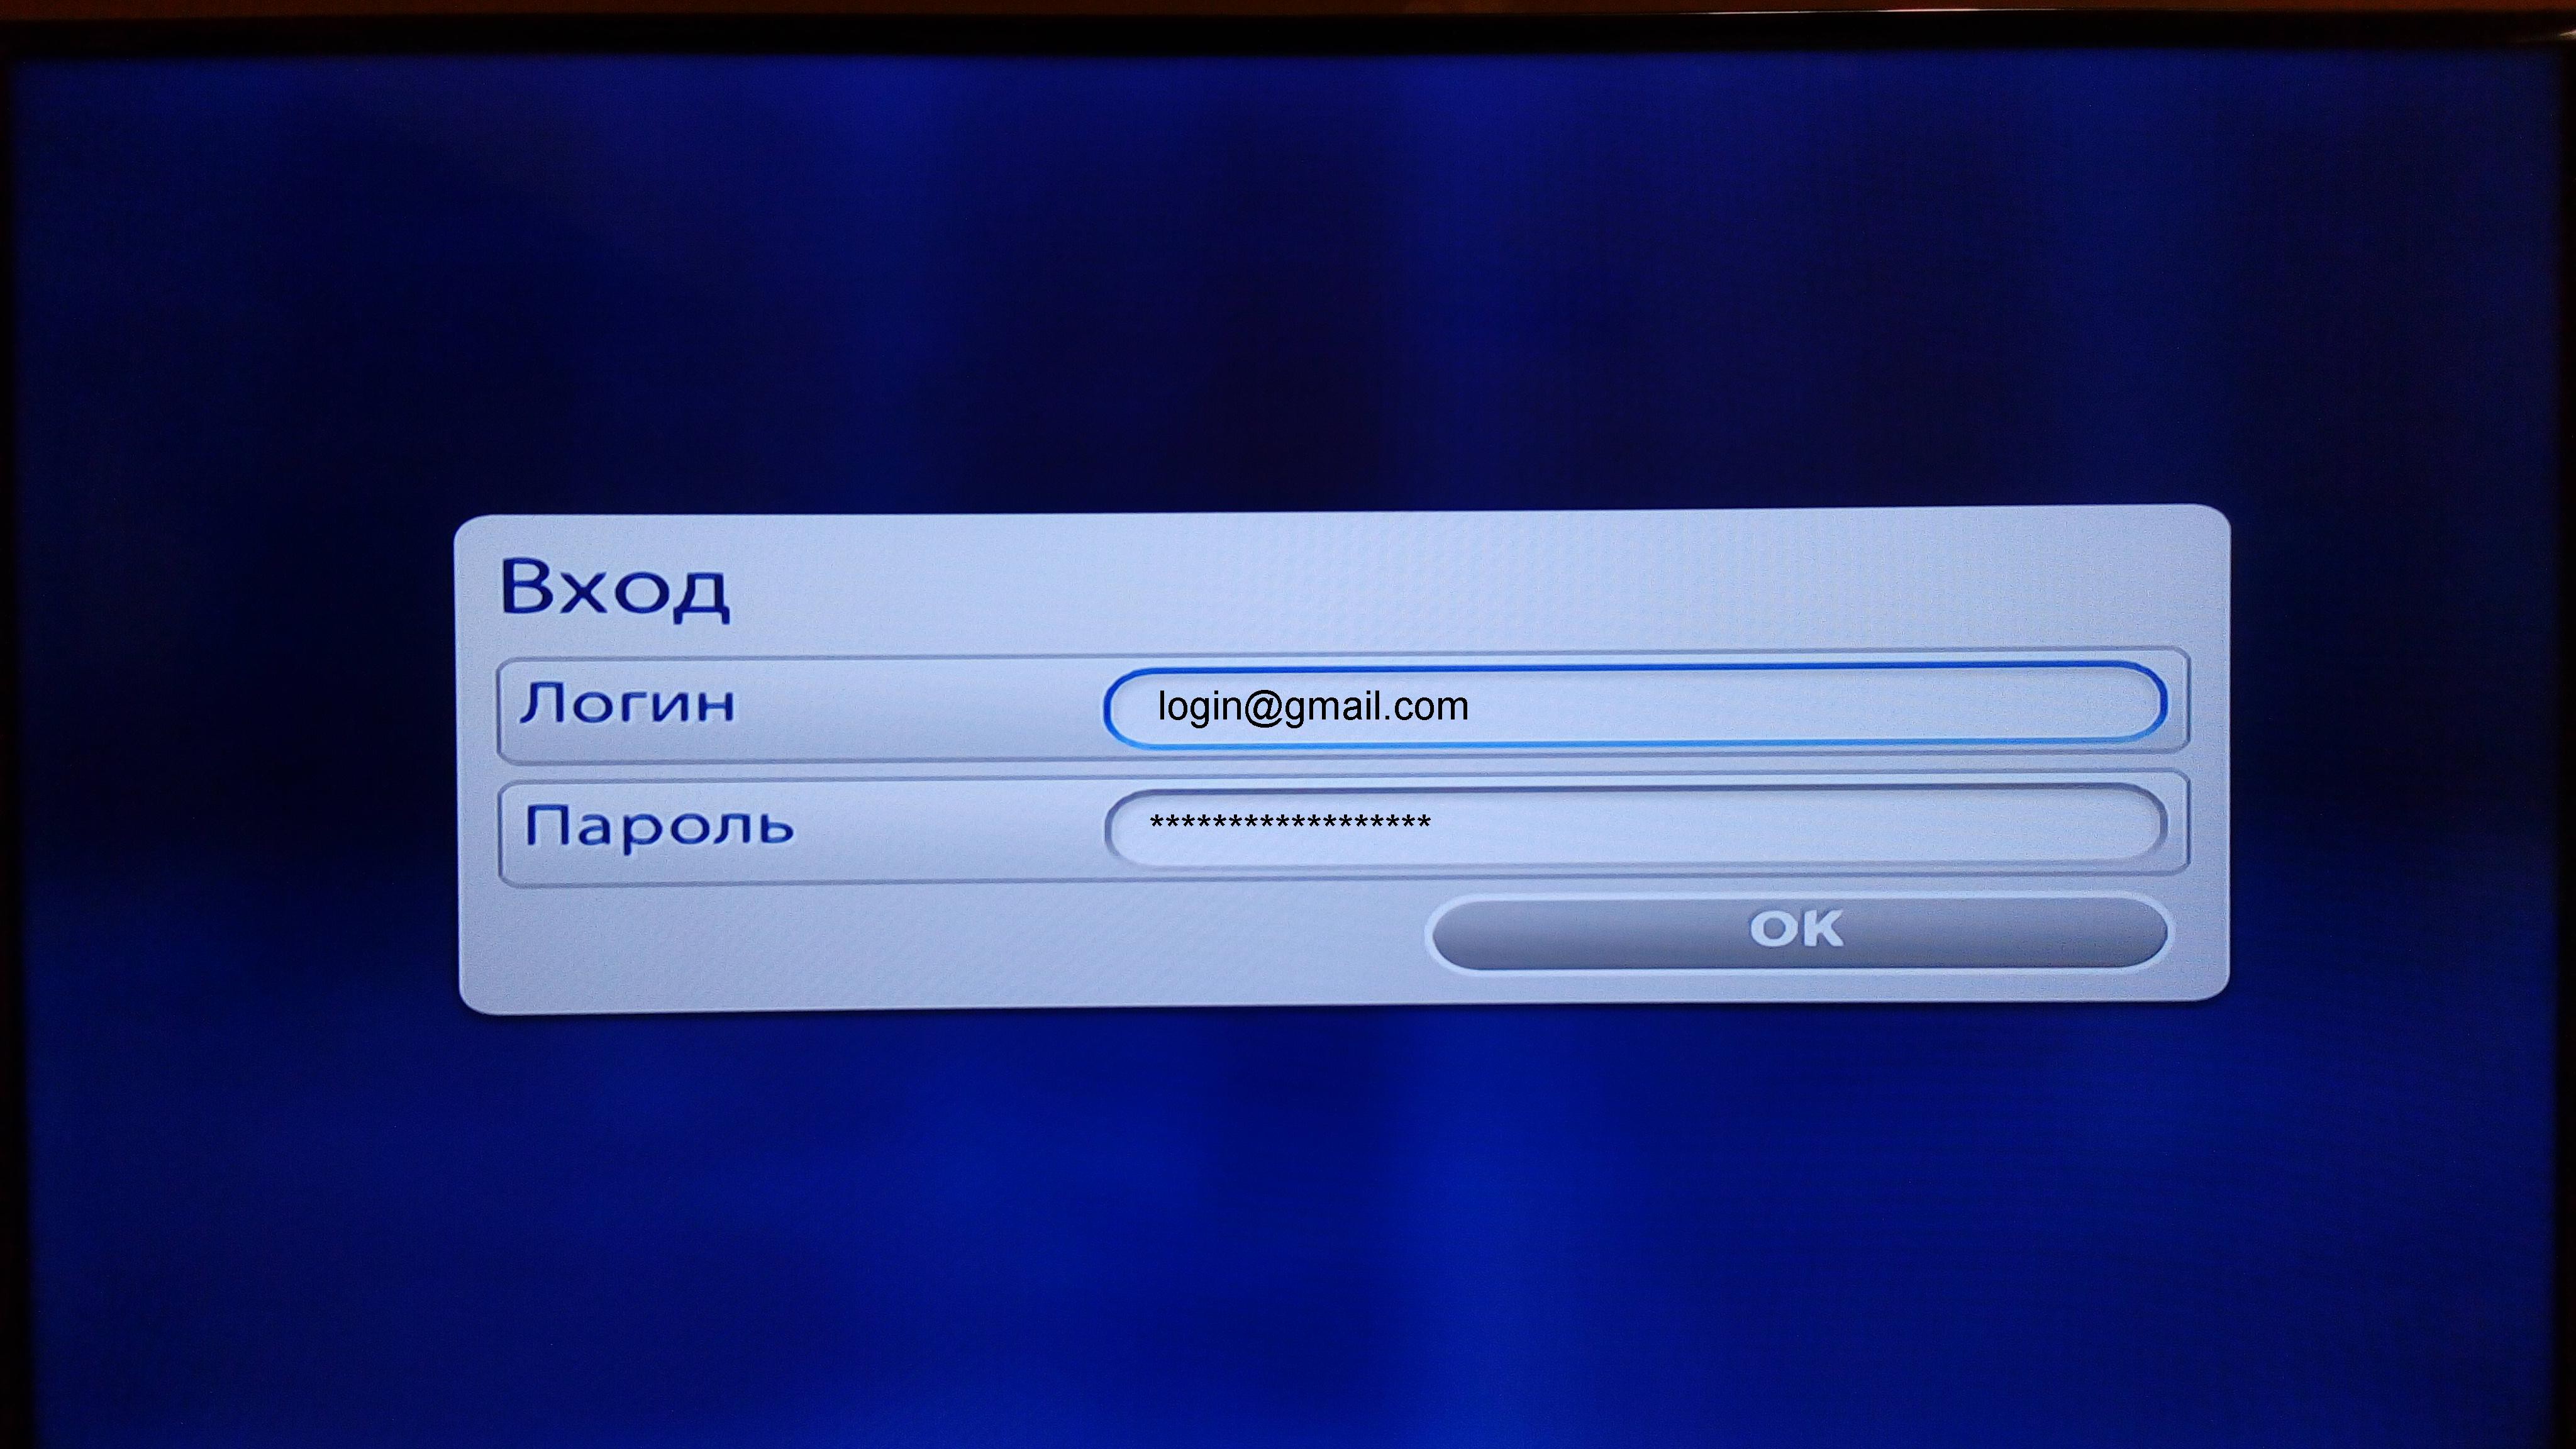 Вход
Логин login@gmail.com
Пароль ******************
OK